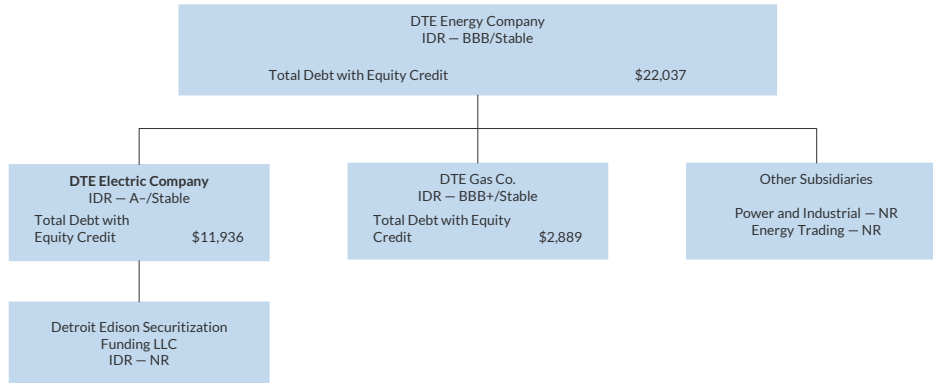 DTE Energy Company
IDR — BBB/Stable
Total Debt with Equity Credit $22,037
DTE Electric Company
IDR — A–/Stable
Total Debt with
Equity Credit $11,936
DTE Gas Co.
IDR — BBB+/Stable
Total Debt with Equity
Credit $2,889
Other Subsidiaries
Power and Industrial — NR
Energy Trading — NR
Detroit Edison Securitization
Funding LLC
IDR — NR